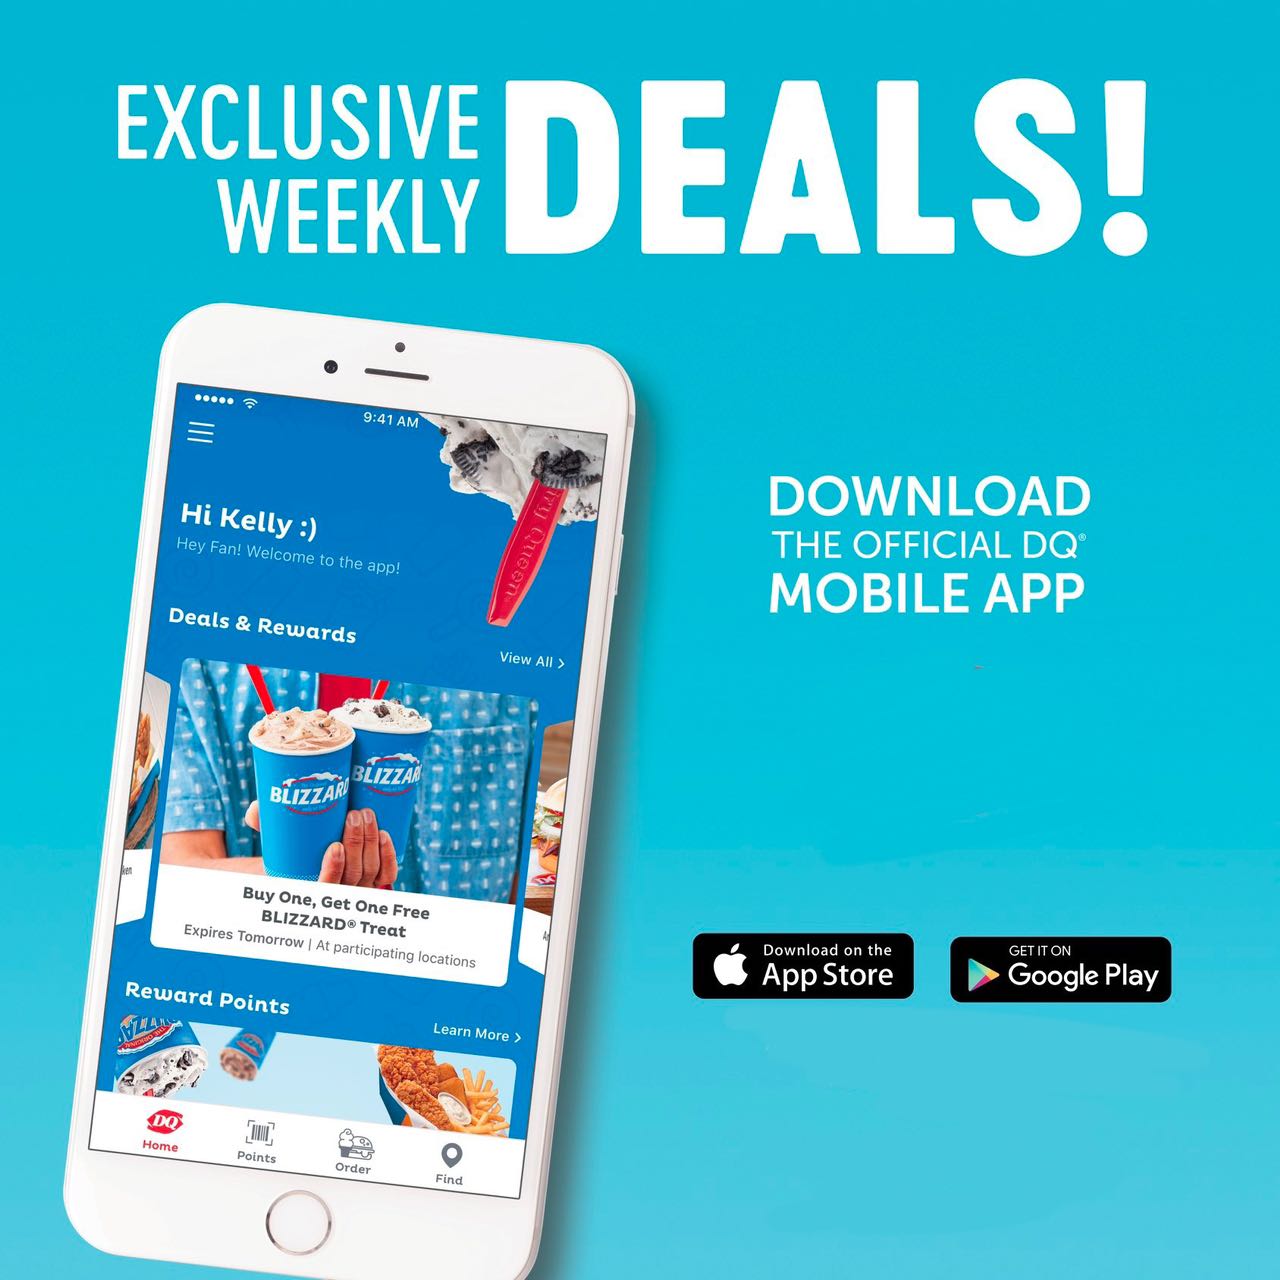 EXCLUSIVE
WEEKLY
DEALS!
9:41 AM
Hi Kelly :)
Hey Fan! Welcome to the app!
Queen
Deals & Rewards
View All >
BLIZZARD
BLIZZAR
Buy One, Get One Free
BLIZZARD® Treat
Expires Tomorrow | At participating locations
Reward Points
Learn More >
DQ
Home
Points
Order
Find
DOWNLOAD
THE OFFICIAL DQ®
MOBILE APP
Download on the
App Store
GET IT ON
Google Play